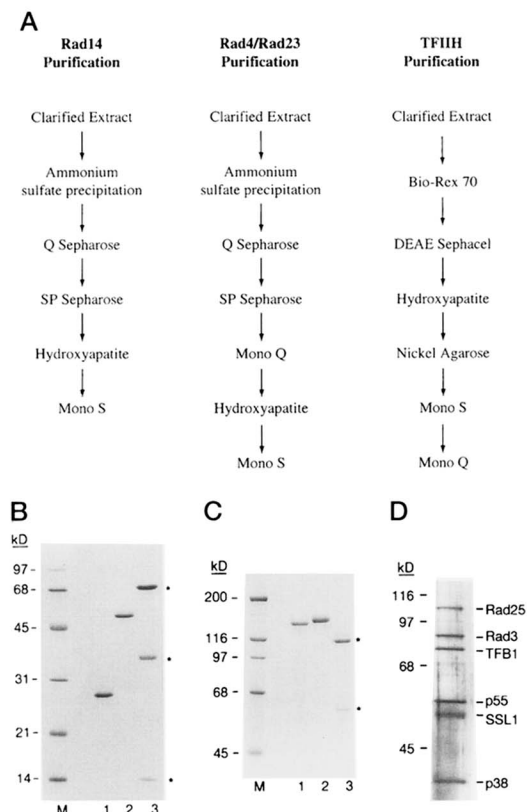 A
Rad14
Purification
Clarified Extract
Ammonium
sulfate precipitation
Q Sepharose
SP Sepharose
Hydroxyapatite
Mono S
Rad4/Rad23
Purification
Clarified Extract
Ammonium
sulfate precipitation
Q Sepharose
SP Sepharose
Mono Q
Hydroxyapatite
Mono S
TFIIH
Purification
Clarified Extract
Bio-Rex 70
DEAE Sephacel
Hydroxyapatite
Nickel Agarose
Mono S
Mono Q
B
kD
97-
68-
45-
31-
21-
14-
M 1 2 3
C
kD
200-
116-
97-
68-
45-
M 1 2 3
D
kD
116-
97-
68-
45-
-Rad25
-Rad3
-TFB1
-p55
-SSL1
-p38